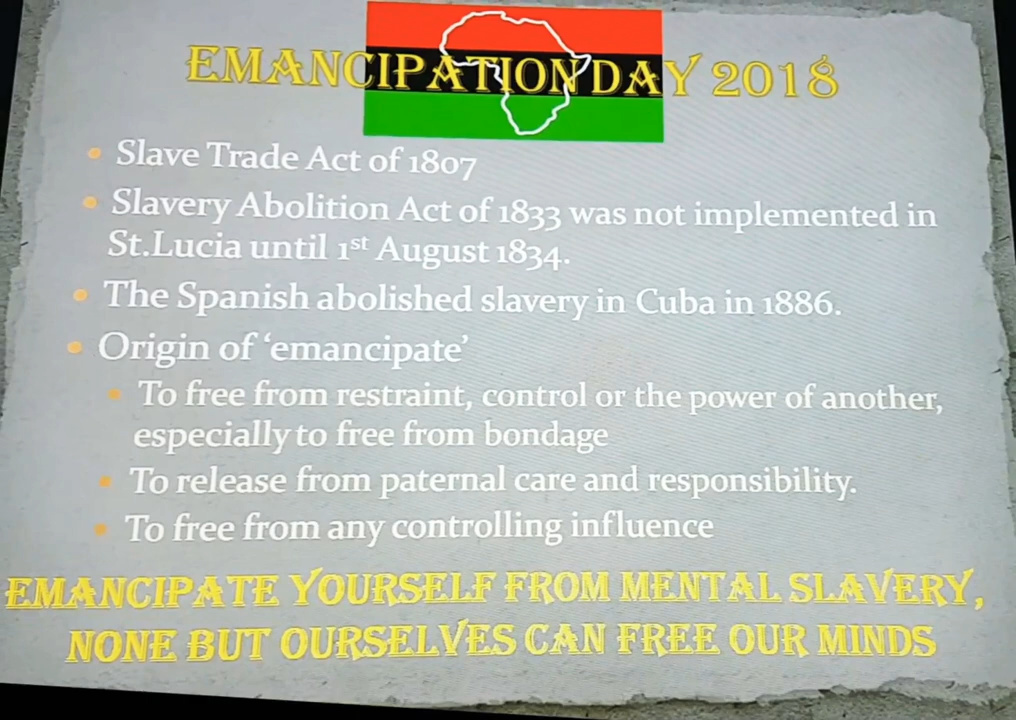 EMANCIPATION DAY 2018
• Slave Trade Act of 1807
• Slavery Abolition Act of 1833 was not implemented in
St.Lucia until 1st August 1834.
• The Spanish abolished slavery in Cuba in 1886.
• Origin of ‘emancipate’
• To free from restraint, control or the power of another,
especially to free from bondage
• To release from paternal care and responsibility.
• To free from any controlling influence
EMANCIPATE YOURSELF FROM MENTAL SLAVERY,
NONE BUT OURSELVES CAN FREE OUR MINDS